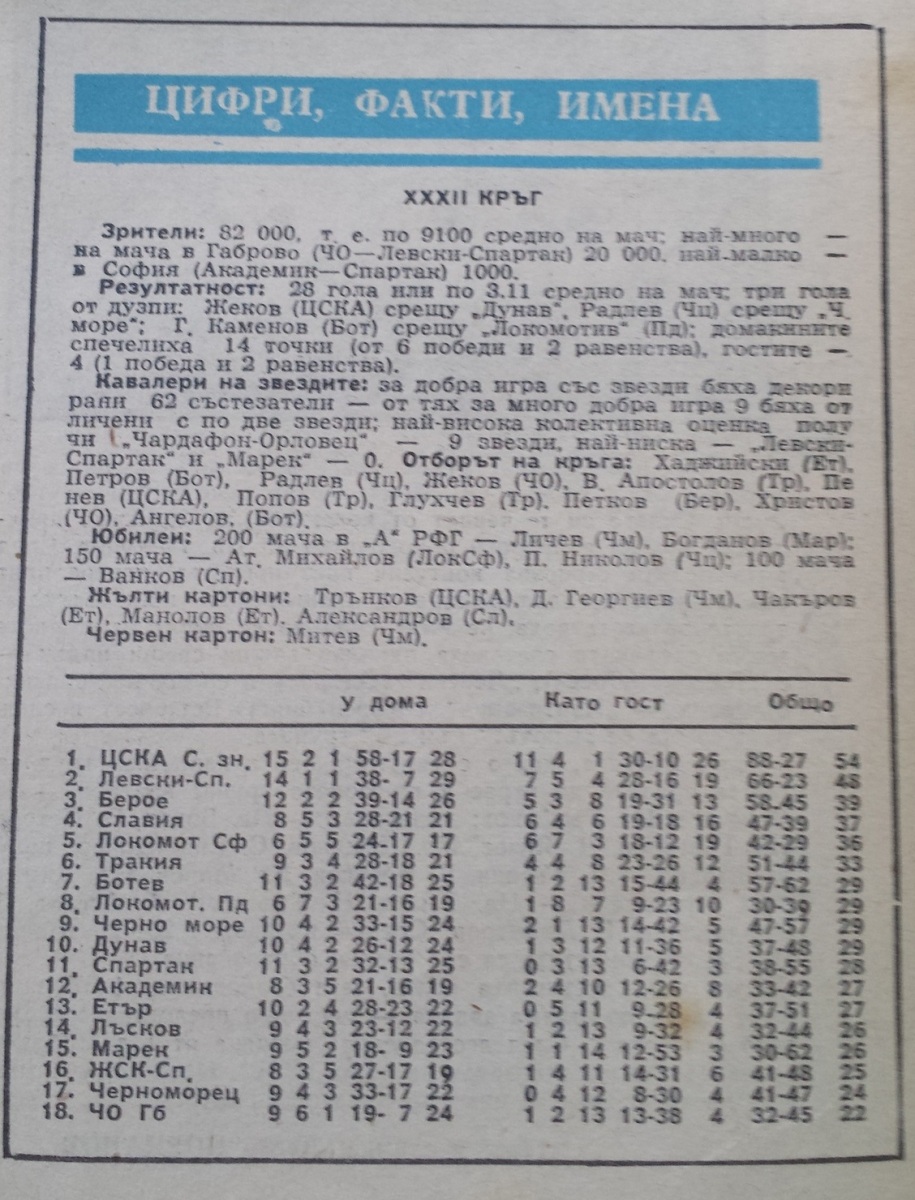 ЦИФРИ, ФАКТИ, ИМЕНА
XXXII КРЪГ
Зрители: 82 000, т. е. по 9100 средно на мач; най-много —
на мача в Габрово (ЧО—Левски-Спартак) 20 000, най-малко —
в София (Академик—Спартак) 1000.
Резултатност: 28 гола или по 3.11 средно на мач; три гола
от дузпи: Жеков (ЦСКА) срещу „Дунав", Радлев (Чц) срещу „Ч.
море"; Г. Каменов (Бот) срещу „Локомотив" (Пд); домакините
спечелиха 14 точки (от 6 победи и 2 равенства), гостите —
4 (1 победа и 2 равенства).
Кавалери на звездите: за добра игра със звезди бяха декори
рани 62 състезатели — от тях за много добра игра 9 бяха от
личени с по две звезди; най-висока колективна оценка полу
чи „Чардафон-Орловец" — 9 звезди, най-ниска — „Левски-
Спартак" и „Марек" — 0. Отборът на кръга: Хаджийски (Ет),
Петров (Бот), Радлев (Чц), Жеков (ЧО), В. Апостолов (Тр), Пе
нев (ЦСКА), Попов (Тр), Глухчев (Тр). Петков (Бер), Христов
(ЧО), Ангелов, (Бот).
Юбилеи: 200 мача в „А" РФГ — Личев (Чм), Богданов (Мар);
150 мача — Ат. Михайлов (ЛокСф), П. Николов (Чц); 100 мача
— Ванков (Сп).
Жълти картони: Трънков (ЦСКА), Д. Георгиев (Чм), Чакъров
(Ет), Манолов (Ет). Александров (Сл).
Червен картон: Митев (Чм).
У дома Като гост Общо
1. ЦСКА С. зн. 15 2 1 58-17 28 11 4 1 30-10 26 88-27 54
2. Левски-Сп. 14 1 1 38- 7 29 7 5 4 28-16 19 66-23 48
3. Берое 12 2 2 39-14 26 5 3 8 19-31 13 58-45 39
4. Славия 8 5 3 28-21 21 6 4 6 19-18 16 47-39 37
5. Локомот Сф 6 5 5 24-17 17 6 7 3 18-12 19 42-29 36
6. Тракия 9 3 4 28-18 21 4 4 8 23-26 12 51-44 33
7. Ботев 11 3 2 42-18 25 1 2 13 15-44 4 57-62 29
8. Локомот. Пд 6 7 3 21-16 19 1 8 7 9-23 10 30-39 29
9. Черно море 10 4 2 33-15 24 2 1 13 14-42 5 47-57 29
10. Дунав 10 4 2 26-12 24 1 3 12 11-36 5 37-48 29
11. Спартак 11 3 2 32-13 25 0 3 13 6-42 3 38-55 28
12. Академик 8 3 5 21-16 19 2 4 10 12-26 8 33-42 27
13. Етър 10 2 4 28-23 22 0 5 11 9-28 4 37-51 27
14. Лъсков 9 4 3 23-12 22 1 2 13 9-32 4 32-44 26
15. Марек 9 5 2 18- 9 23 1 1 14 12-53 3 30-62 26
16. ЖСК-Сп. 8 3 5 27-17 19 1 4 11 14-31 6 41-48 25
17. Черноморец 9 4 3 33-17 22 0 4 12 8-30 4 41-47 24
18. ЧО Гб 9 6 1 19- 7 24 1 2 13 13-38 4 32-45 22